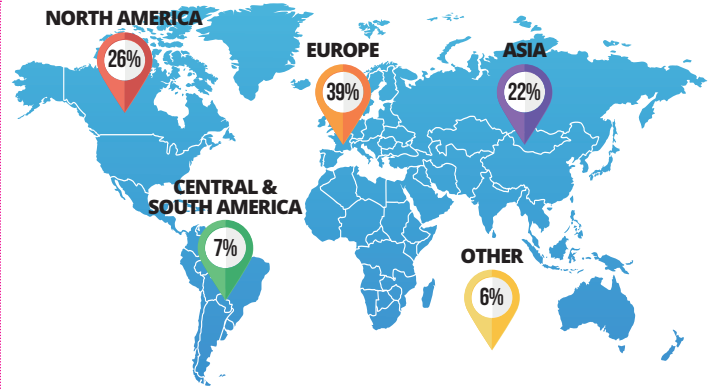 NORTH AMERICA
26%
EUROPE
39%
ASIA
22%
CENTRAL &
SOUTH AMERICA
7%
OTHER
6%